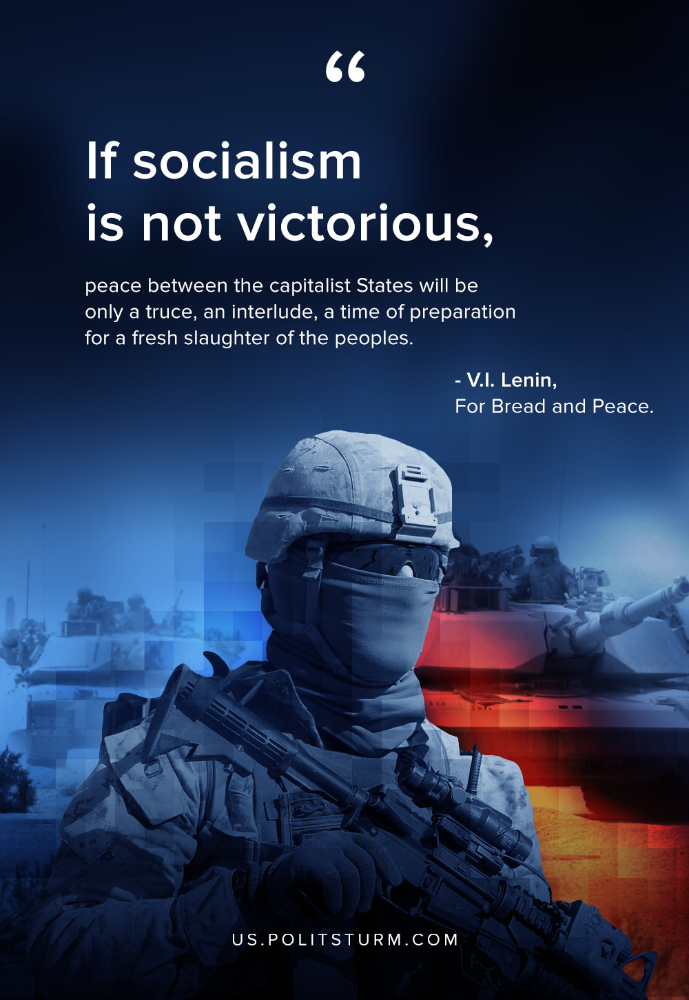 “
If socialism
is not victorious,
peace between the capitalist States will be
only a truce, an interlude, a time of preparation
for a fresh slaughter of the peoples.
- V.I. Lenin,
For Bread and Peace.
A 24
US.POLITSTURM.COM